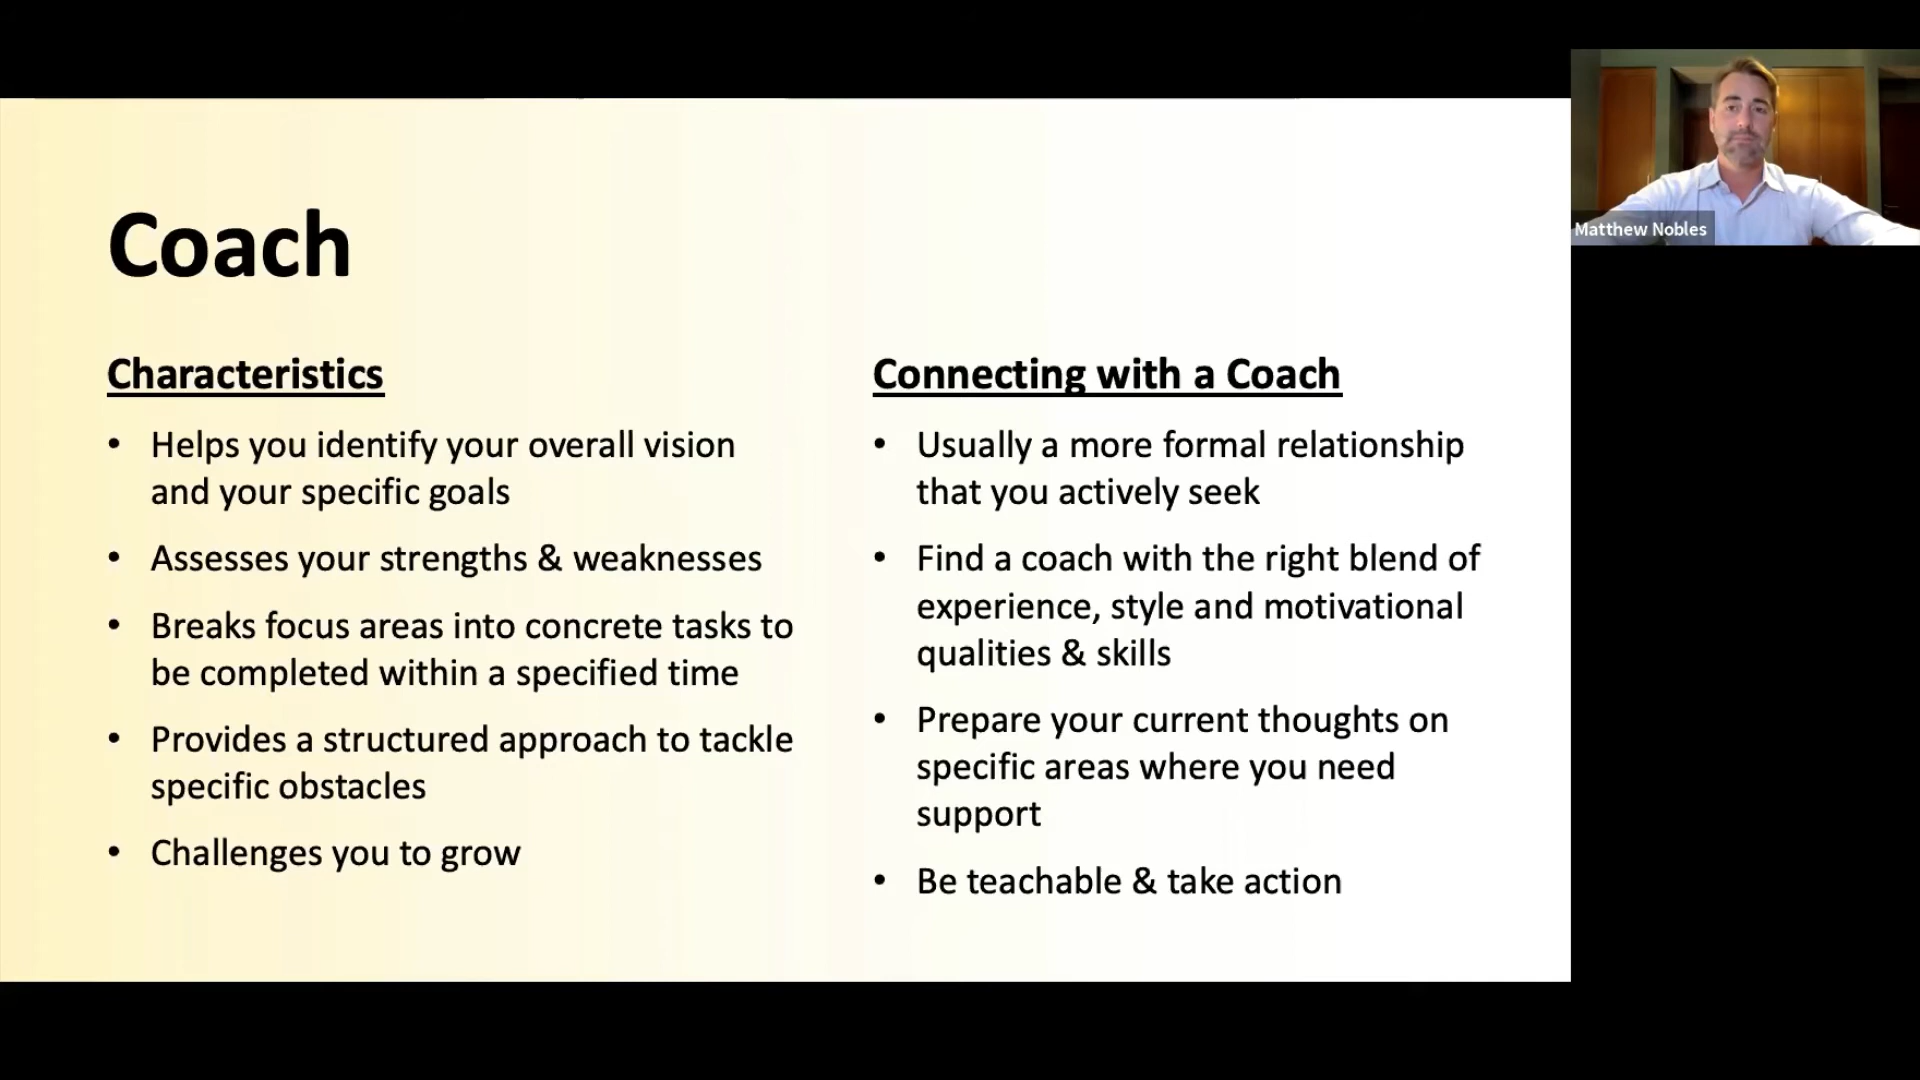 Coach
Characteristics
• Helps you identify your overall vision
and your specific goals
• Assesses your strengths & weaknesses
• Breaks focus areas into concrete tasks to
be completed within a specified time
• Provides a structured approach to tackle
specific obstacles
• Challenges you to grow
Connecting with a Coach
• Usually a more formal relationship
that you actively seek
• Find a coach with the right blend of
experience, style and motivational
qualities & skills
• Prepare your current thoughts on
specific areas where you need
support
• Be teachable & take action
Matthew Nobles